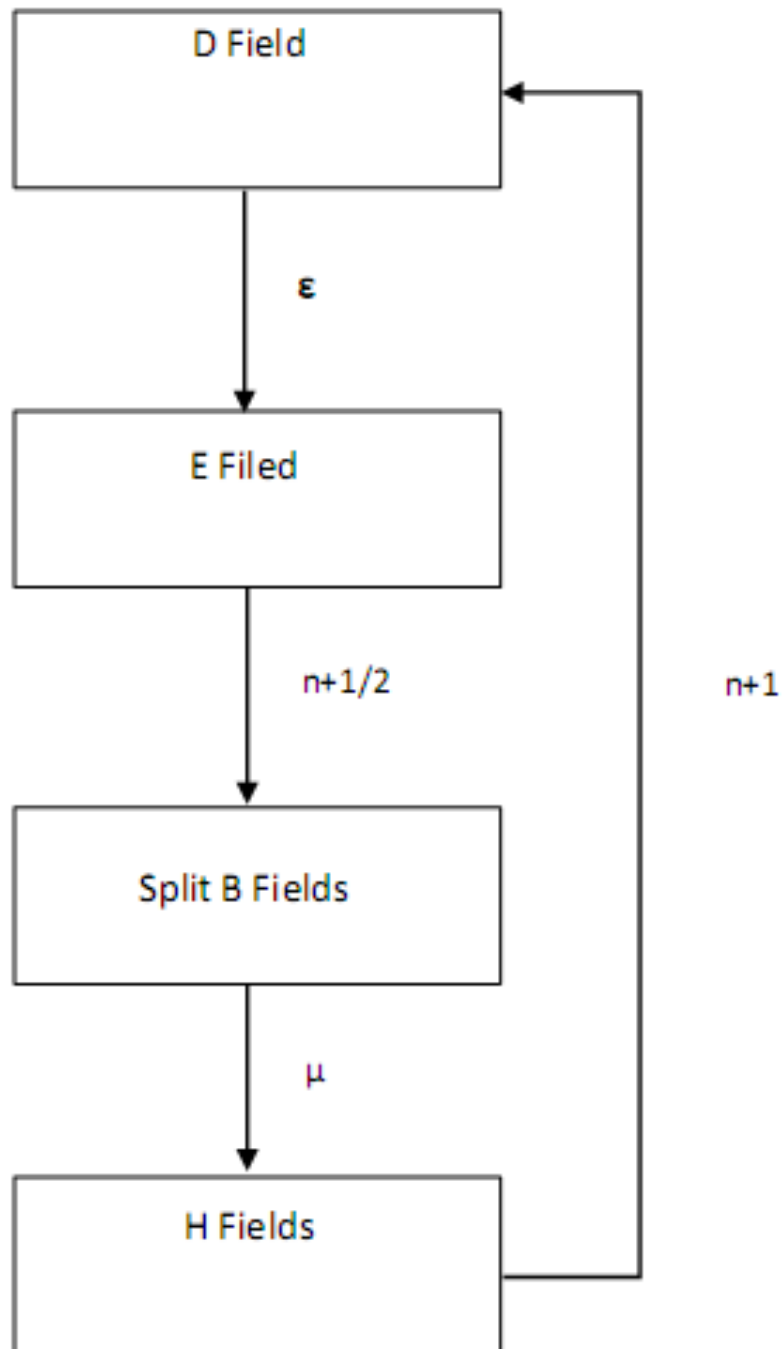 D Field
ε
E Filed
n+1/2
n+1
Split B Fields
μ
H Fields